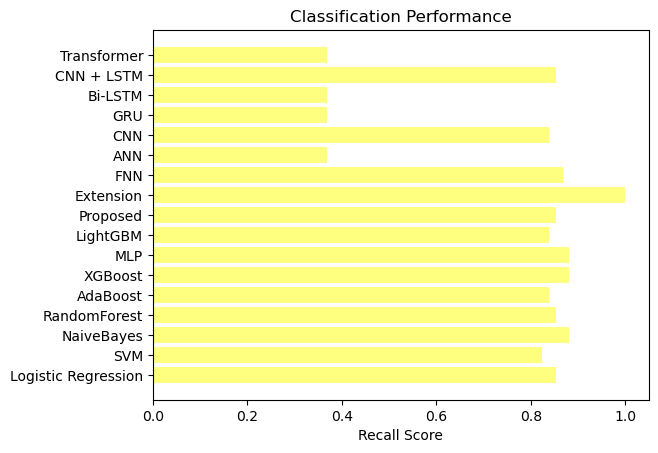 Classification Performance
Transformer
CNN + LSTM
Bi-LSTM
GRU
CNN
ANN
FNN
Extension
Proposed
LightGBM
MLP
XGBoost
AdaBoost
RandomForest
NaiveBayes
SVM
Logistic Regression
0.0 0.2 0.4 0.6 0.8 1.0
Recall Score